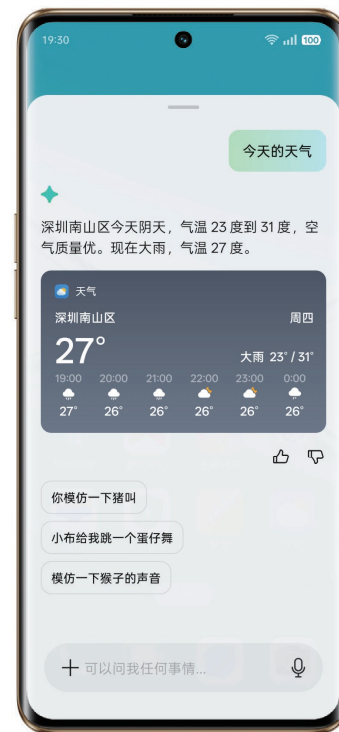 19:30
100
今天的天气
深圳南山区今天阴天，气温 23 度到 31 度，空
气质量优。现在大雨，气温 27 度。
天气
深圳南山区 周四
27° 大雨 23°/31°
19:00 20:00 21:00 22:00 23:00 0:00
27° 26° 26° 26° 26° 26°
你模仿一下猪叫
小布给我跳一个蛋仔舞
模仿一下猴子的声音
可以问我任何事情...